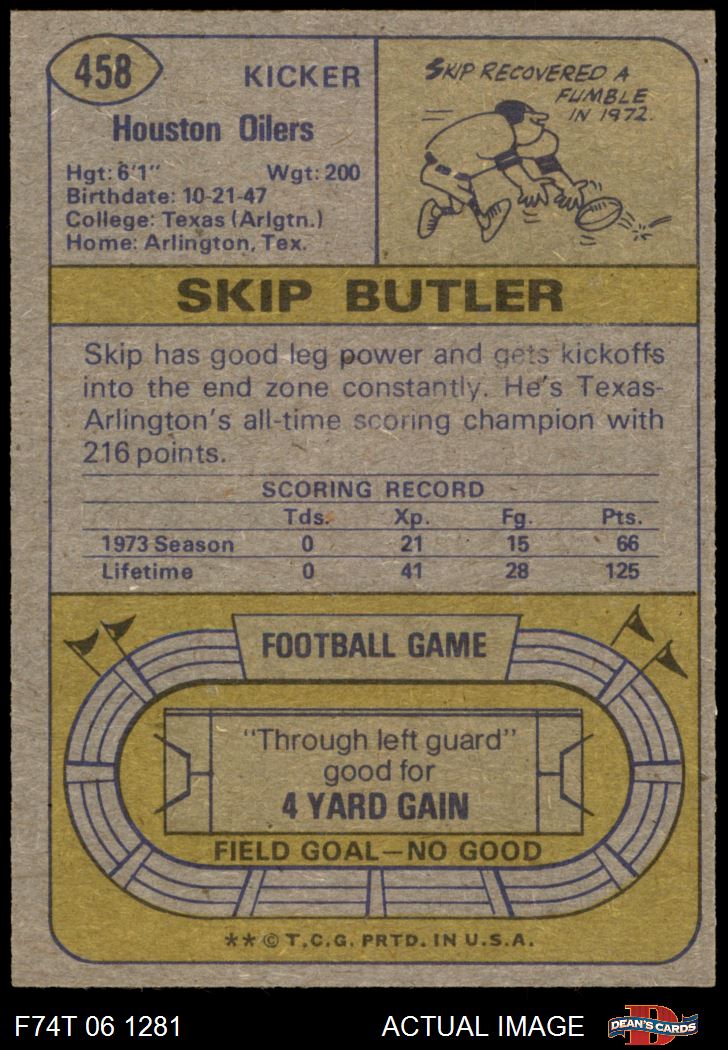 458
KICKER
Houston Oilers
Hgt: 6'1" Wgt: 200
Birthdate: 10-21-47
College: Texas (Arlgtn.)
Home: Arlington, Tex.
SKIP RECOVERED A
FUMBLE
IN 1972.
SKIP BUTLER
Skip has good leg power and gets kickoffs
into the end zone constantly. He's Texas-
Arlington's all-time scoring champion with
216 points.
SCORING RECORD
Tds. Xp. Fg. Pts.
1973 Season 0 21 15 66
Lifetime 0 41 28 125
FOOTBALL GAME
"Through left guard"
good for
4 YARD GAIN
FIELD GOAL—NO GOOD
**© T.C.G. PRTD. IN U.S.A.
F74T 06 1281 ACTUAL IMAGE
D
DEAN'S CARDS